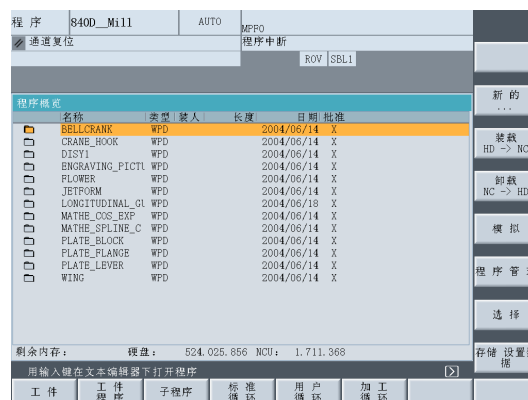 程 序 840D__Mill AUTO MPF0
通道复位 程序中断
ROV SBL1
程序概览
名称 类型 装入 长度 日期 批准
BELLCRANK WPD 2004/06/14 X
CRANE_HOOK WPD 2004/06/14 X
DISY1 WPD 2004/06/14 X
ENGRAVING_PICTU WPD 2004/06/14 X
FLOWER WPD 2004/06/14 X
JETFORM WPD 2004/06/14 X
LONGITUDINAL_GU WPD 2004/06/18 X
MATHE_COS_EXP WPD 2004/06/14 X
MATHE_SPLINE_C WPD 2004/06/14 X
PLATE_BLOCK WPD 2004/06/14 X
PLATE_FLANGE WPD 2004/06/14 X
PLATE_LEVER WPD 2004/06/14 X
WING WPD 2004/06/14 X
剩余内存: 硬盘: 524.025.856 NCU: 1.711.368
用输入键在文本编辑器下打开程序
工 件
工 件
程 序
子程序
标 准
循 环
用 户
循 环
加 工
循 环
新 的
...
装载
HD -> NC
卸载
NC -> HD
模 拟
程 序 管
选 择
存储 设置
据